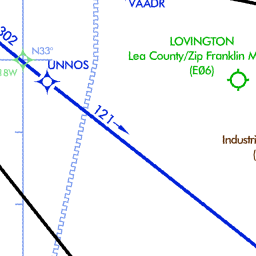 VAADR
302
N33°
18W
UNNOS
LOVINGTON
Lea County/Zip Franklin M
(E06)
121
Industri
(